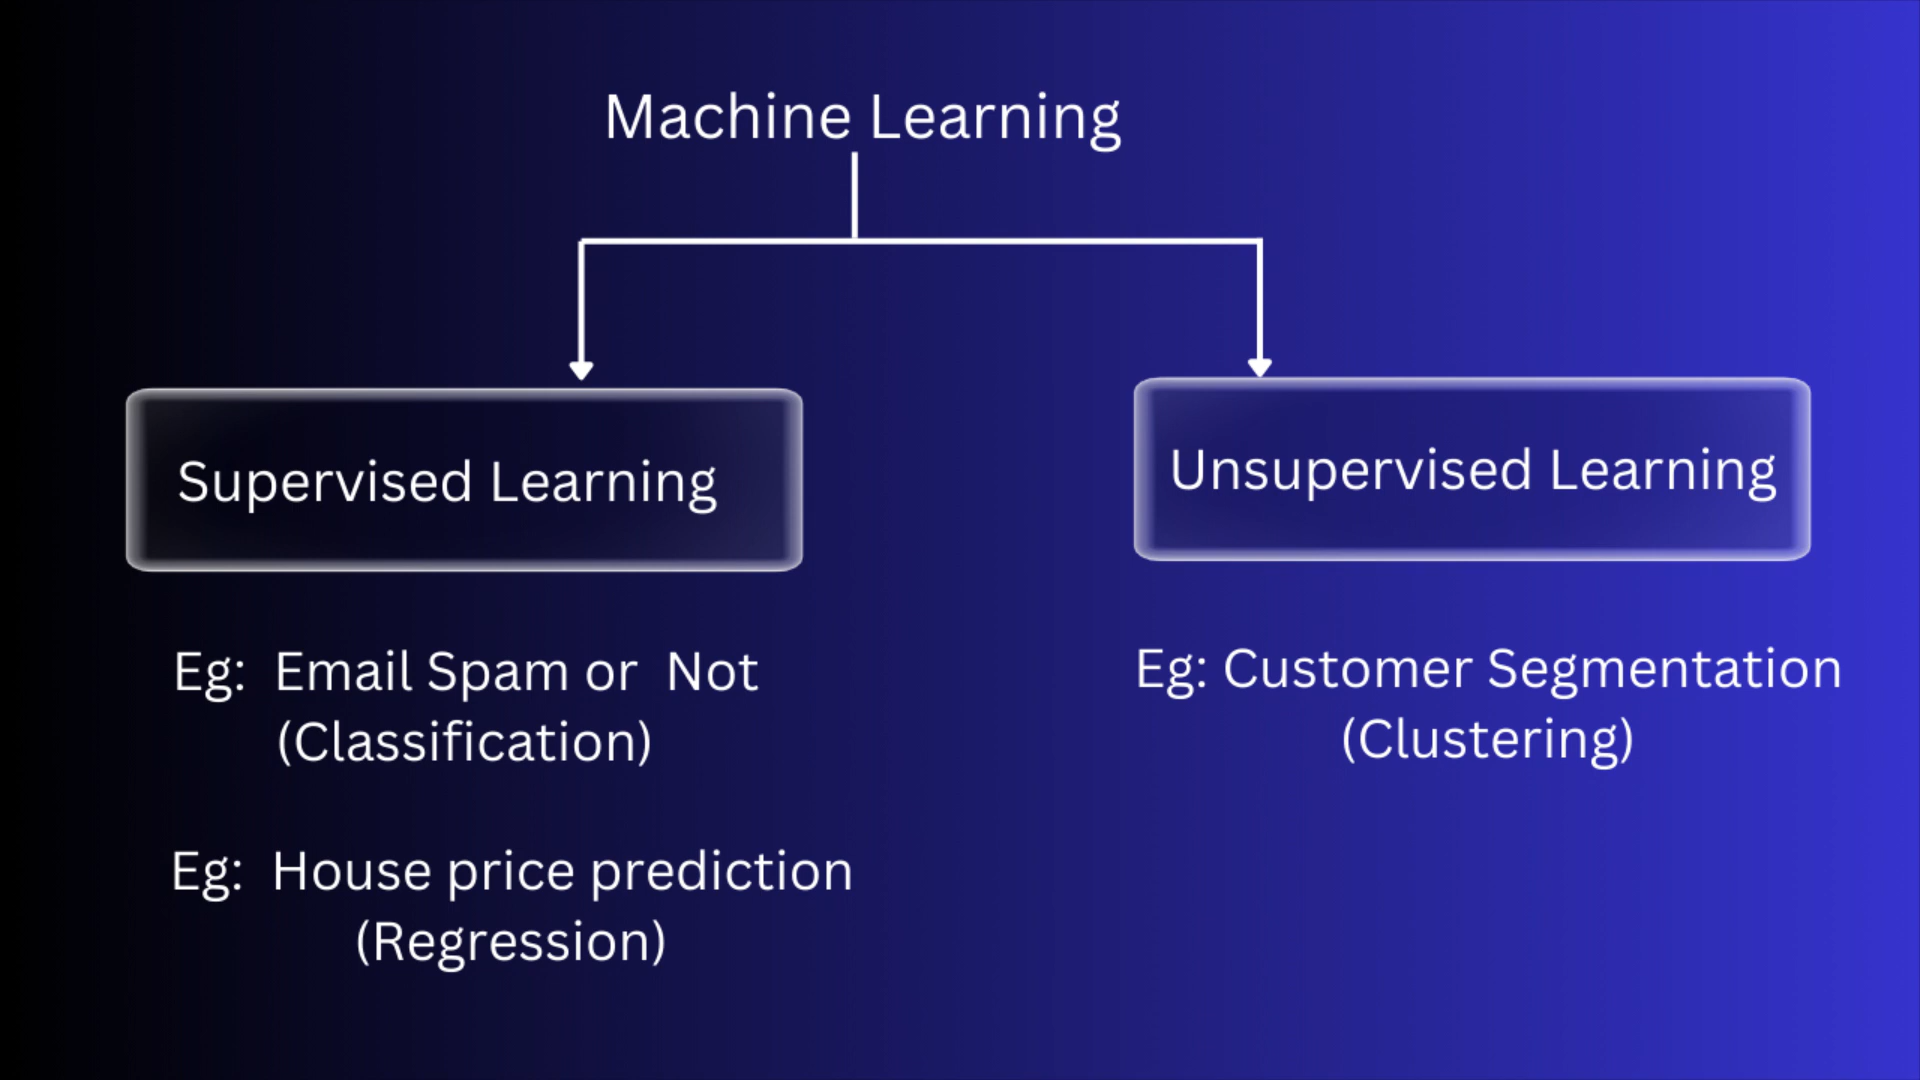 Machine Learning
Supervised Learning
Eg: Email Spam or Not
(Classification)
Eg: House price prediction
(Regression)
Unsupervised Learning
Eg: Customer Segmentation
(Clustering)